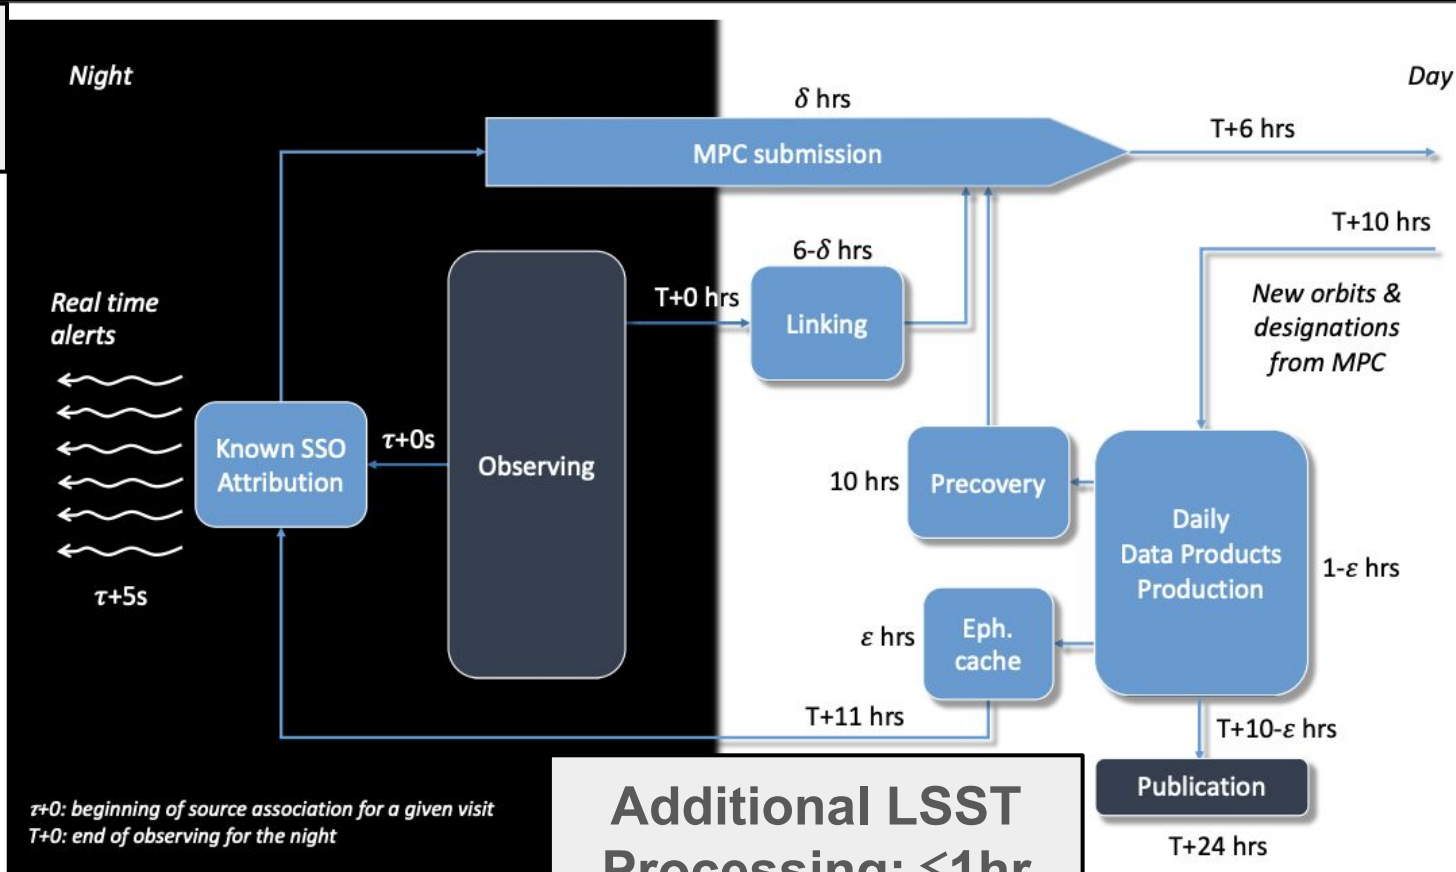 Night
Day
δ hrs
MPC submission
T+6 hrs
T+10 hrs
6-δ hrs
T+0 hrs
Linking
New orbits &
designations
from MPC
Real time
alerts
Known SSO
Attribution
τ+0s
Observing
τ+5s
10 hrs
Precovery
Daily
Data Products
Production
1-ε hrs
ε hrs
Eph.
cache
T+11 hrs
T+10-ε hrs
Publication
T+24 hrs
τ+0: beginning of source association for a given visit
T+0: end of observing for the night
Additional LSST
Processing: <1hr